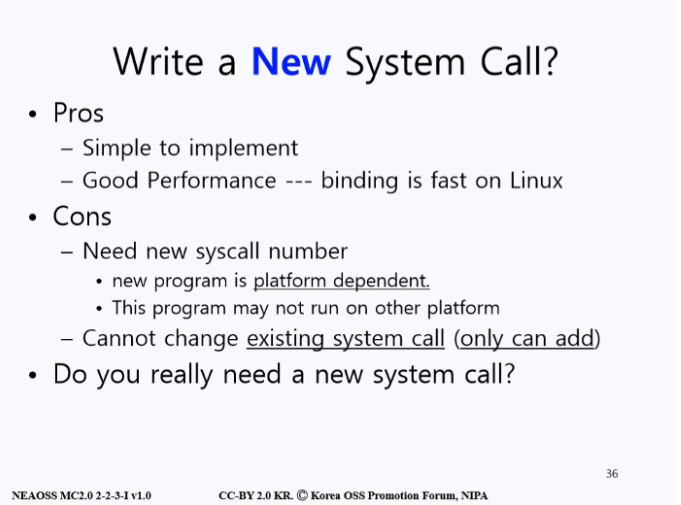 Write a New System Call?
• Pros
– Simple to implement
– Good Performance --- binding is fast on Linux
• Cons
– Need new syscall number
• new program is platform dependent.
• This program may not run on other platform
– Cannot change existing system call (only can add)
• Do you really need a new system call?
36
NEAOSS MC2.0 2-2-3-I v1.0 CC-BY 2.0 KR. Ⓒ Korea OSS Promotion Forum, NIPA